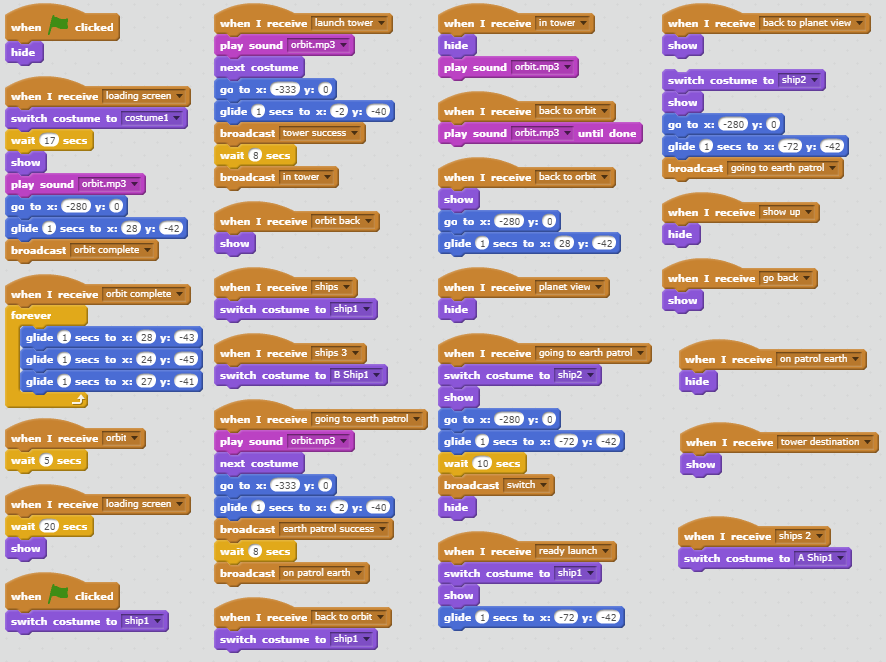 when clicked
hide
when I receive loading screen
switch costume to costume1
wait 17 secs
show
play sound orbit.mp3
go to x: -280 y: 0
glide 1 secs to x: 28 y: -42
broadcast orbit complete
when I receive orbit complete
forever
glide 1 secs to x: 28 y: -43
glide 1 secs to x: 24 y: -45
glide 1 secs to x: 27 y: -41
when I receive orbit
wait 5 secs
when I receive loading screen
wait 20 secs
show
when clicked
switch costume to ship1
when I receive launch tower
play sound orbit.mp3
next costume
go to x: -333 y: 0
glide 1 secs to x: -2 y: -40
broadcast tower success
wait 8 secs
broadcast in tower
when I receive orbit back
show
when I receive ships
switch costume to ship1
when I receive ships 3
switch costume to B Ship1
when I receive going to earth patrol
play sound orbit.mp3
next costume
go to x: -333 y: 0
glide 1 secs to x: -2 y: -40
broadcast earth patrol success
wait 8 secs
broadcast on patrol earth
when I receive back to orbit
switch costume to ship1
when I receive in tower
hide
play sound orbit.mp3
when I receive back to orbit
play sound orbit.mp3 until done
when I receive back to orbit
show
go to x: -280 y: 0
glide 1 secs to x: 28 y: -42
when I receive planet view
hide
when I receive going to earth patrol
switch costume to ship2
show
go to x: -280 y: 0
glide 1 secs to x: -72 y: -42
wait 10 secs
broadcast switch
hide
when I receive ready launch
switch costume to ship1
show
glide 1 secs to x: -72 y: -42
when I receive back to planet view
show
switch costume to ship2
show
go to x: -280 y: 0
glide 1 secs to x: -72 y: -42
broadcast going to earth patrol
when I receive show up
hide
when I receive go back
show
when I receive on patrol earth
hide
when I receive tower destination
show
when I receive ships 2
switch costume to A Ship1